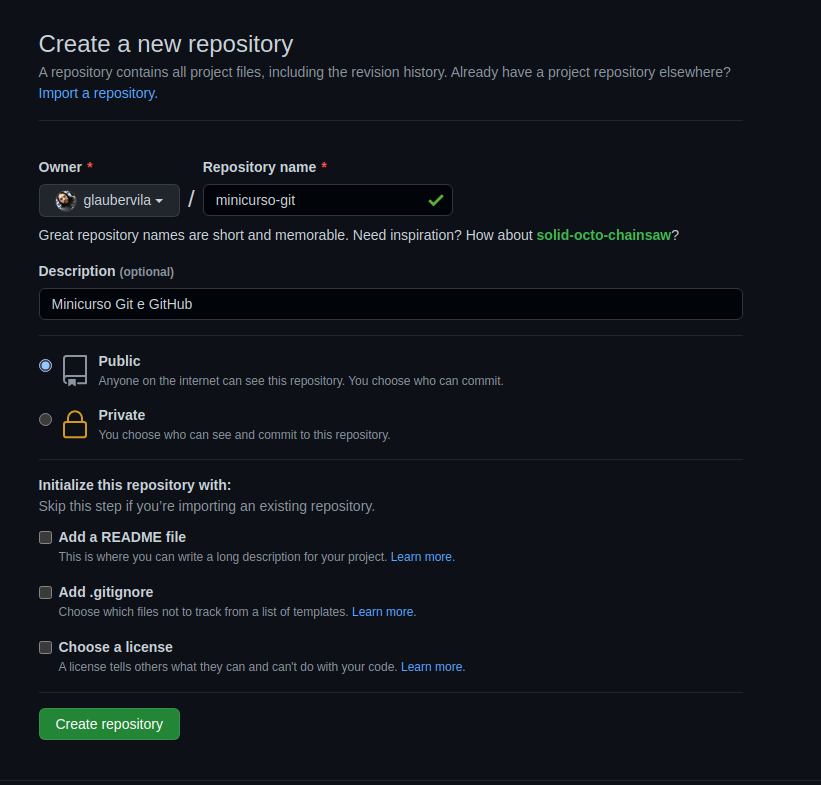 Create a new repository
A repository contains all project files, including the revision history. Already have a project repository elsewhere?
Import a repository.
Owner * Repository name *
glaubervila / minicurso-git
Great repository names are short and memorable. Need inspiration? How about solid-octo-chainsaw?
Description (optional)
Minicurso Git e GitHub
Public
Anyone on the internet can see this repository. You choose who can commit.
Private
You choose who can see and commit to this repository.
Initialize this repository with:
Skip this step if you’re importing an existing repository.
Add a README file
This is where you can write a long description for your project. Learn more.
Add .gitignore
Choose which files not to track from a list of templates. Learn more.
Choose a license
A license tells others what they can and can't do with your code. Learn more.
Create repository